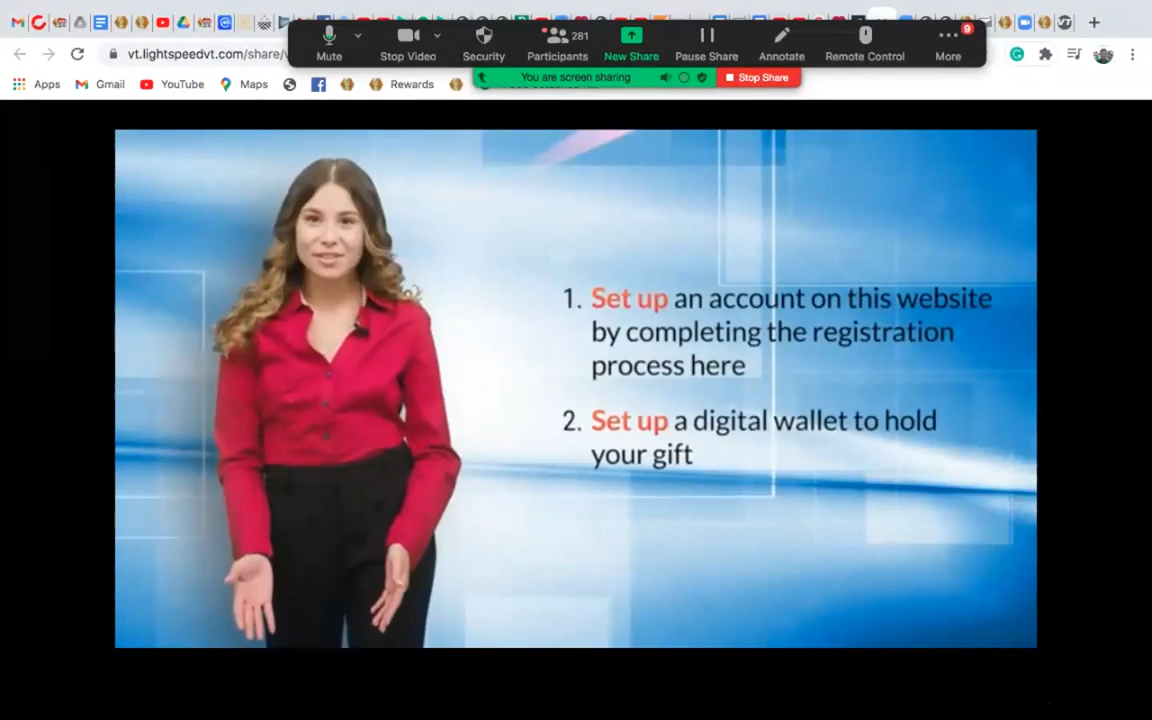 vt.lightspeedvt.com/share/
Mute
Stop Video
Security
281
Participants
New Share
Pause Share
Annotate
Remote Control
9
More
You are screen sharing
Stop Share
Apps
Gmail
YouTube
Maps
Rewards
1. Set up an account on this website
by completing the registration
process here
2. Set up a digital wallet to hold
your gift